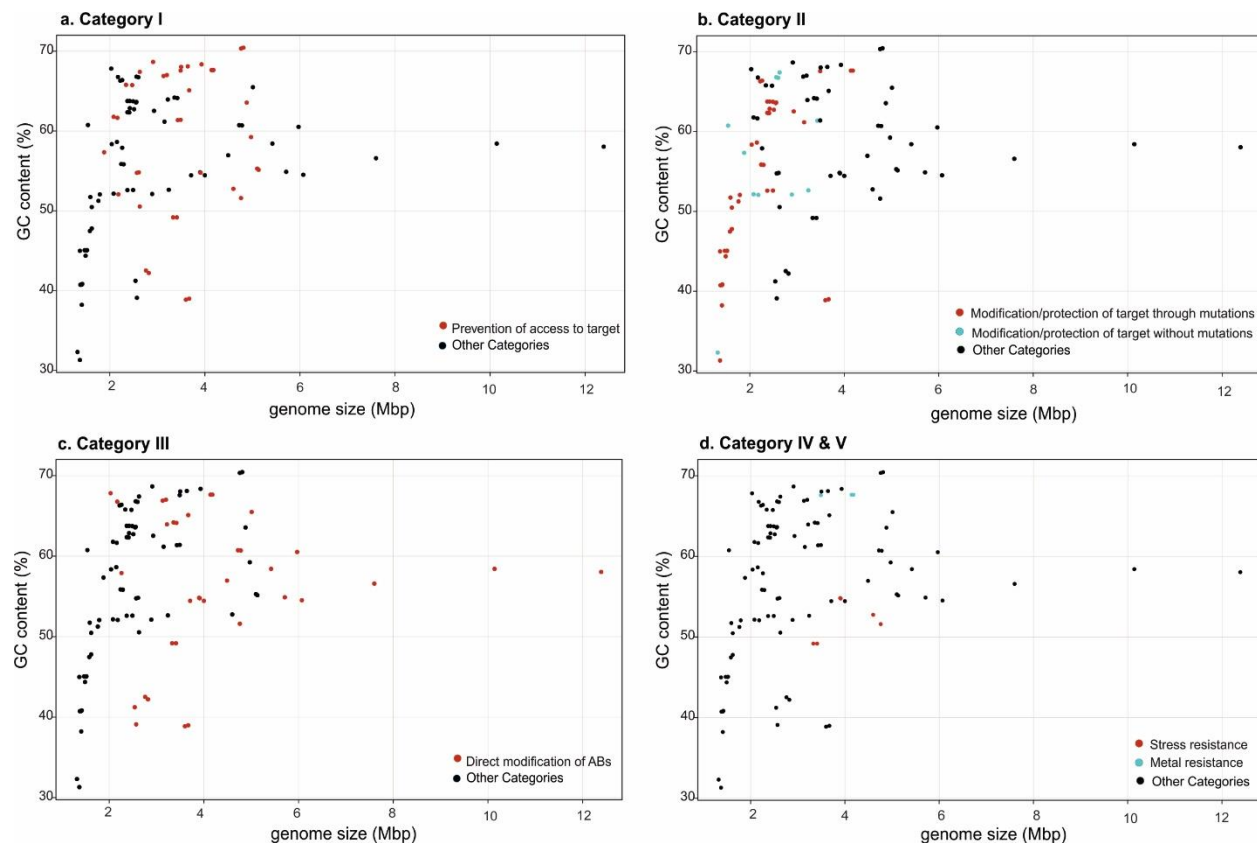 a. Category I
GC content (%)
70
60
50
40
30
2 4 6 8 10 12
genome size (Mbp)
Prevention of access to target
Other Categories
b. Category II
GC content (%)
70
60
50
40
30
2 4 6 8 10 12
genome size (Mbp)
Modification/protection of target through mutations
Modification/protection of target without mutations
Other Categories
c. Category III
GC content (%)
70
60
50
40
30
2 4 6 8 10 12
genome size (Mbp)
Direct modification of ABs
Other Categories
d. Category IV & V
GC content (%)
70
60
50
40
30
2 4 6 8 10 12
genome size (Mbp)
Stress resistance
Metal resistance
Other Categories